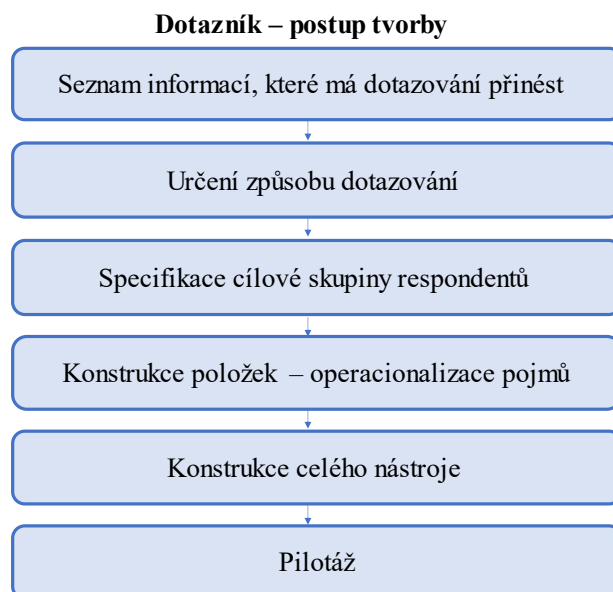 Dotazník – postup tvorby
Seznam informací, které má dotazování přinést
Určení způsobu dotazování
Specifikace cílové skupiny respondentů
Konstrukce položek – operacionalizace pojmů
Konstrukce celého nástroje
Pilotáž